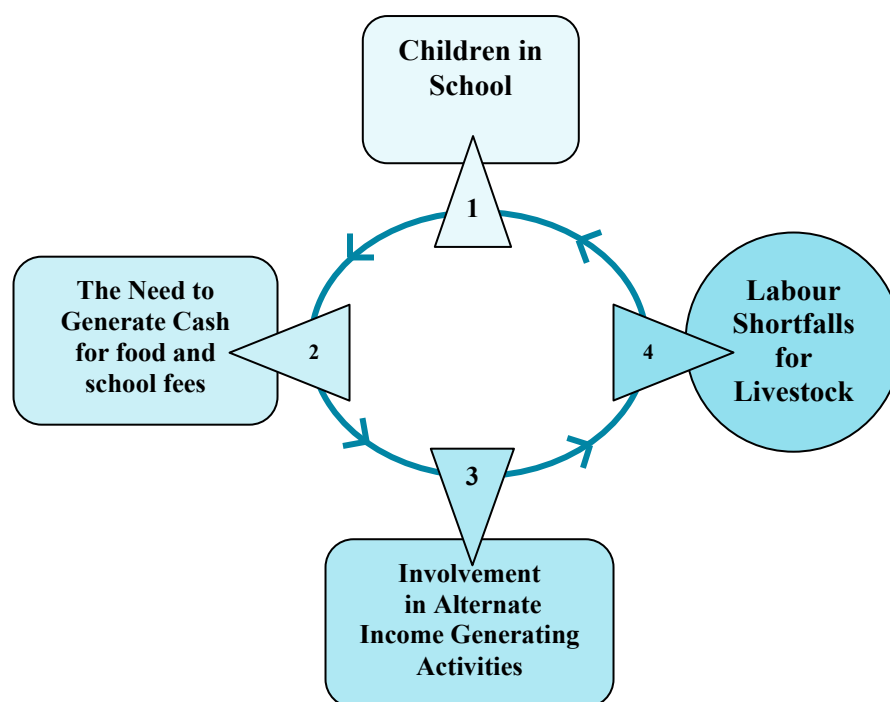 Children in
School
1
The Need to
Generate Cash
for food and
school fees
2
3
Involvement
in Alternate
Income Generating
Activities
4
Labour
Shortfalls
for
Livestock